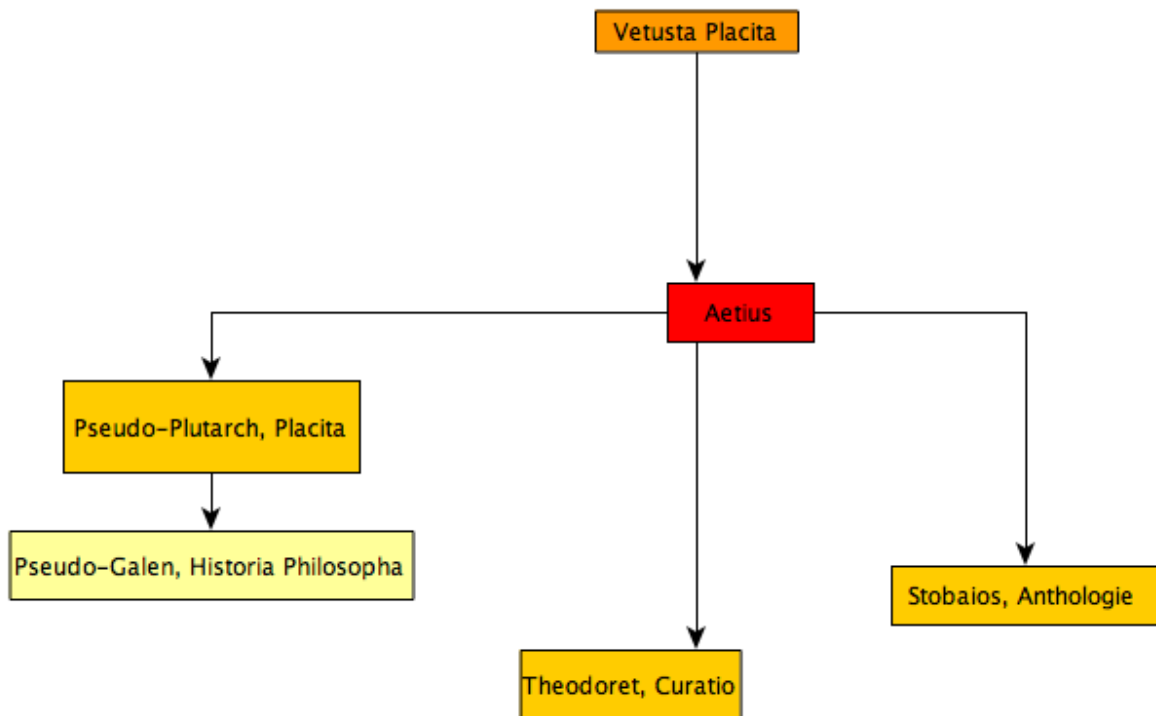 Vetusta Placita
Aetius
Pseudo-Plutarch, Placita
Pseudo-Galen, Historia Philosopha
Stobaios, Anthologie
Theodoret, Curatio